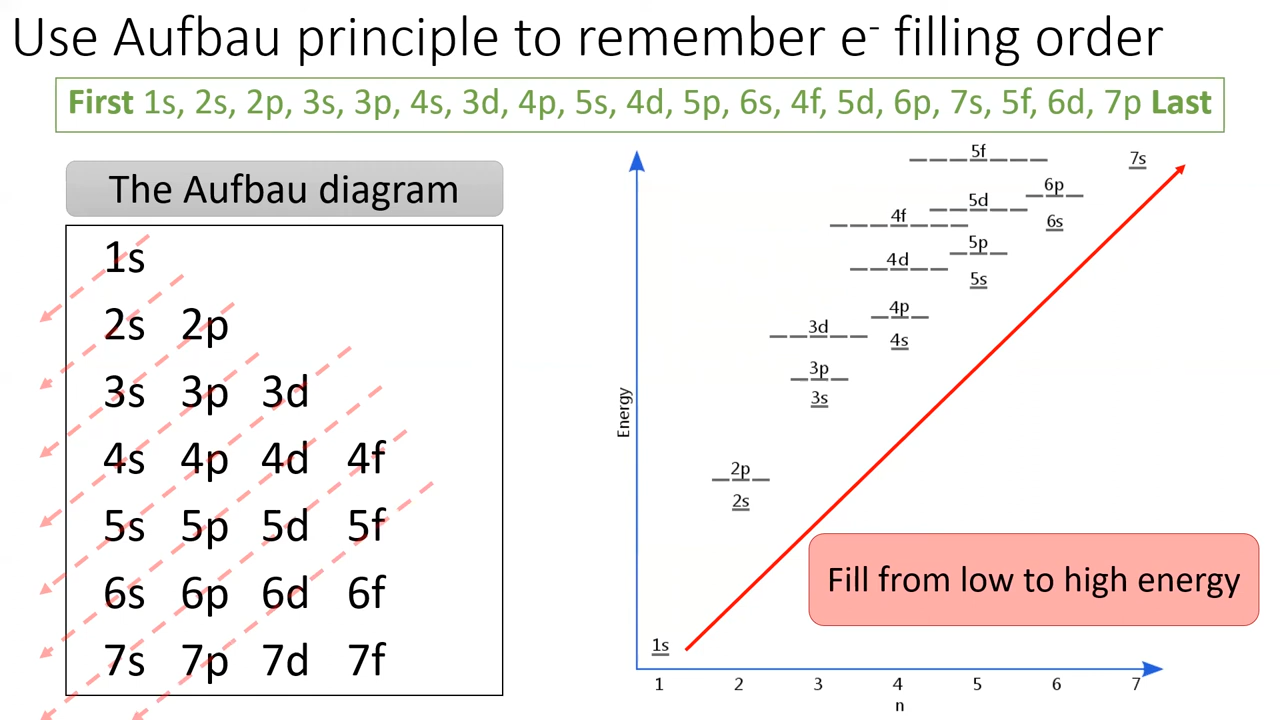 Use Aufbau principle to remember e⁻ filling order
First 1s, 2s, 2p, 3s, 3p, 4s, 3d, 4p, 5s, 4d, 5p, 6s, 4f, 5d, 6p, 7s, 5f, 6d, 7p Last
The Aufbau diagram
1s
2s 2p
3s 3p 3d
4s 4p 4d 4f
5s 5p 5d 5f
6s 6p 6d 6f
7s 7p 7d 7f
Energy
5f
7s
6p
5d
4f
6s
5p
4d
5s
4p
3d
4s
3p
3s
2p
2s
1s
Fill from low to high energy
1 2 3 4 5 6 7
n